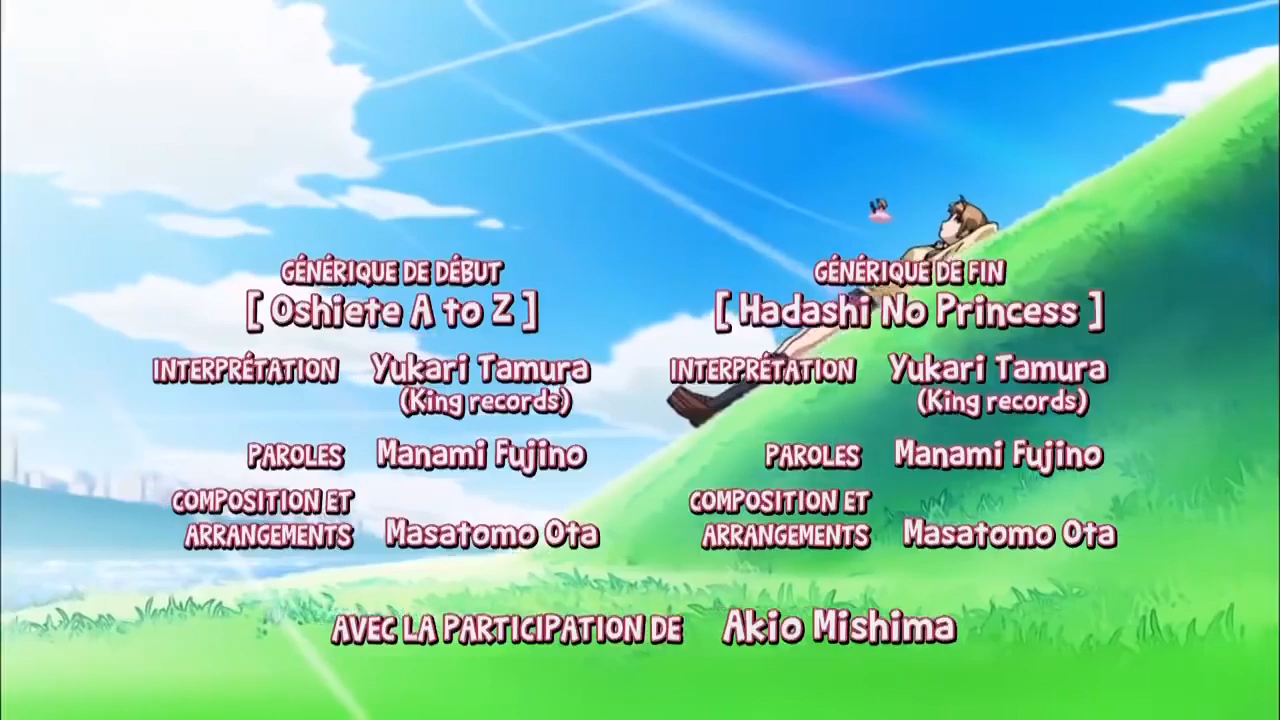 GÉNÉRIQUE DE DÉBUT
[ Oshiete A to Z ]
INTERPRÉTATION Yukari Tamura
(King records)
PAROLES Manami Fujino
COMPOSITION ET
ARRANGEMENTS Masatomo Ota
GÉNÉRIQUE DE FIN
[ Hadashi No Princess ]
INTERPRÉTATION Yukari Tamura
(King records)
PAROLES Manami Fujino
COMPOSITION ET
ARRANGEMENTS Masatomo Ota
AVEC LA PARTICIPATION DE Akio Mishima